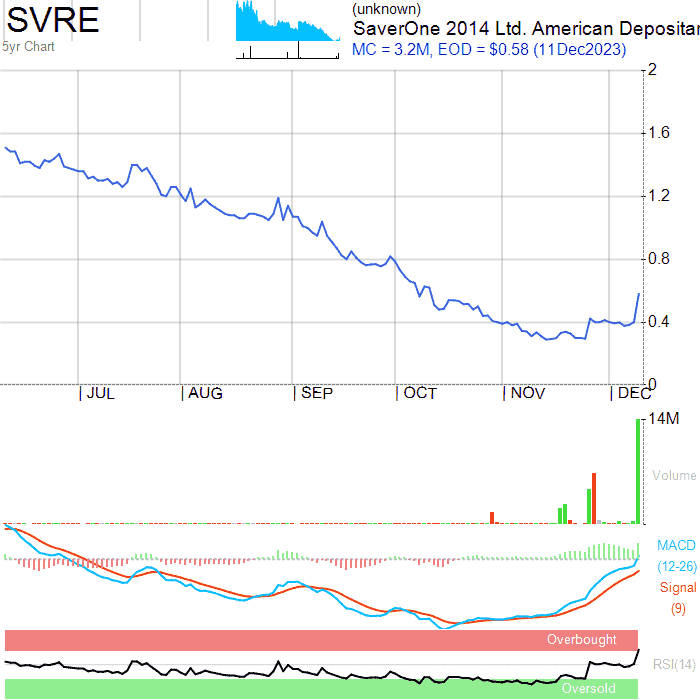 SVRE
5yr Chart
(unknown)
SaverOne 2014 Ltd. American Depositar
MC = 3.2M, EOD = $0.58 (11Dec2023)
2
1.6
1.2
0.8
0.4
0
JUL
AUG
SEP
OCT
NOV
DEC
14M
Volume
MACD
(12-26)
Signal
(9)
Overbought
RSI(14)
Oversold